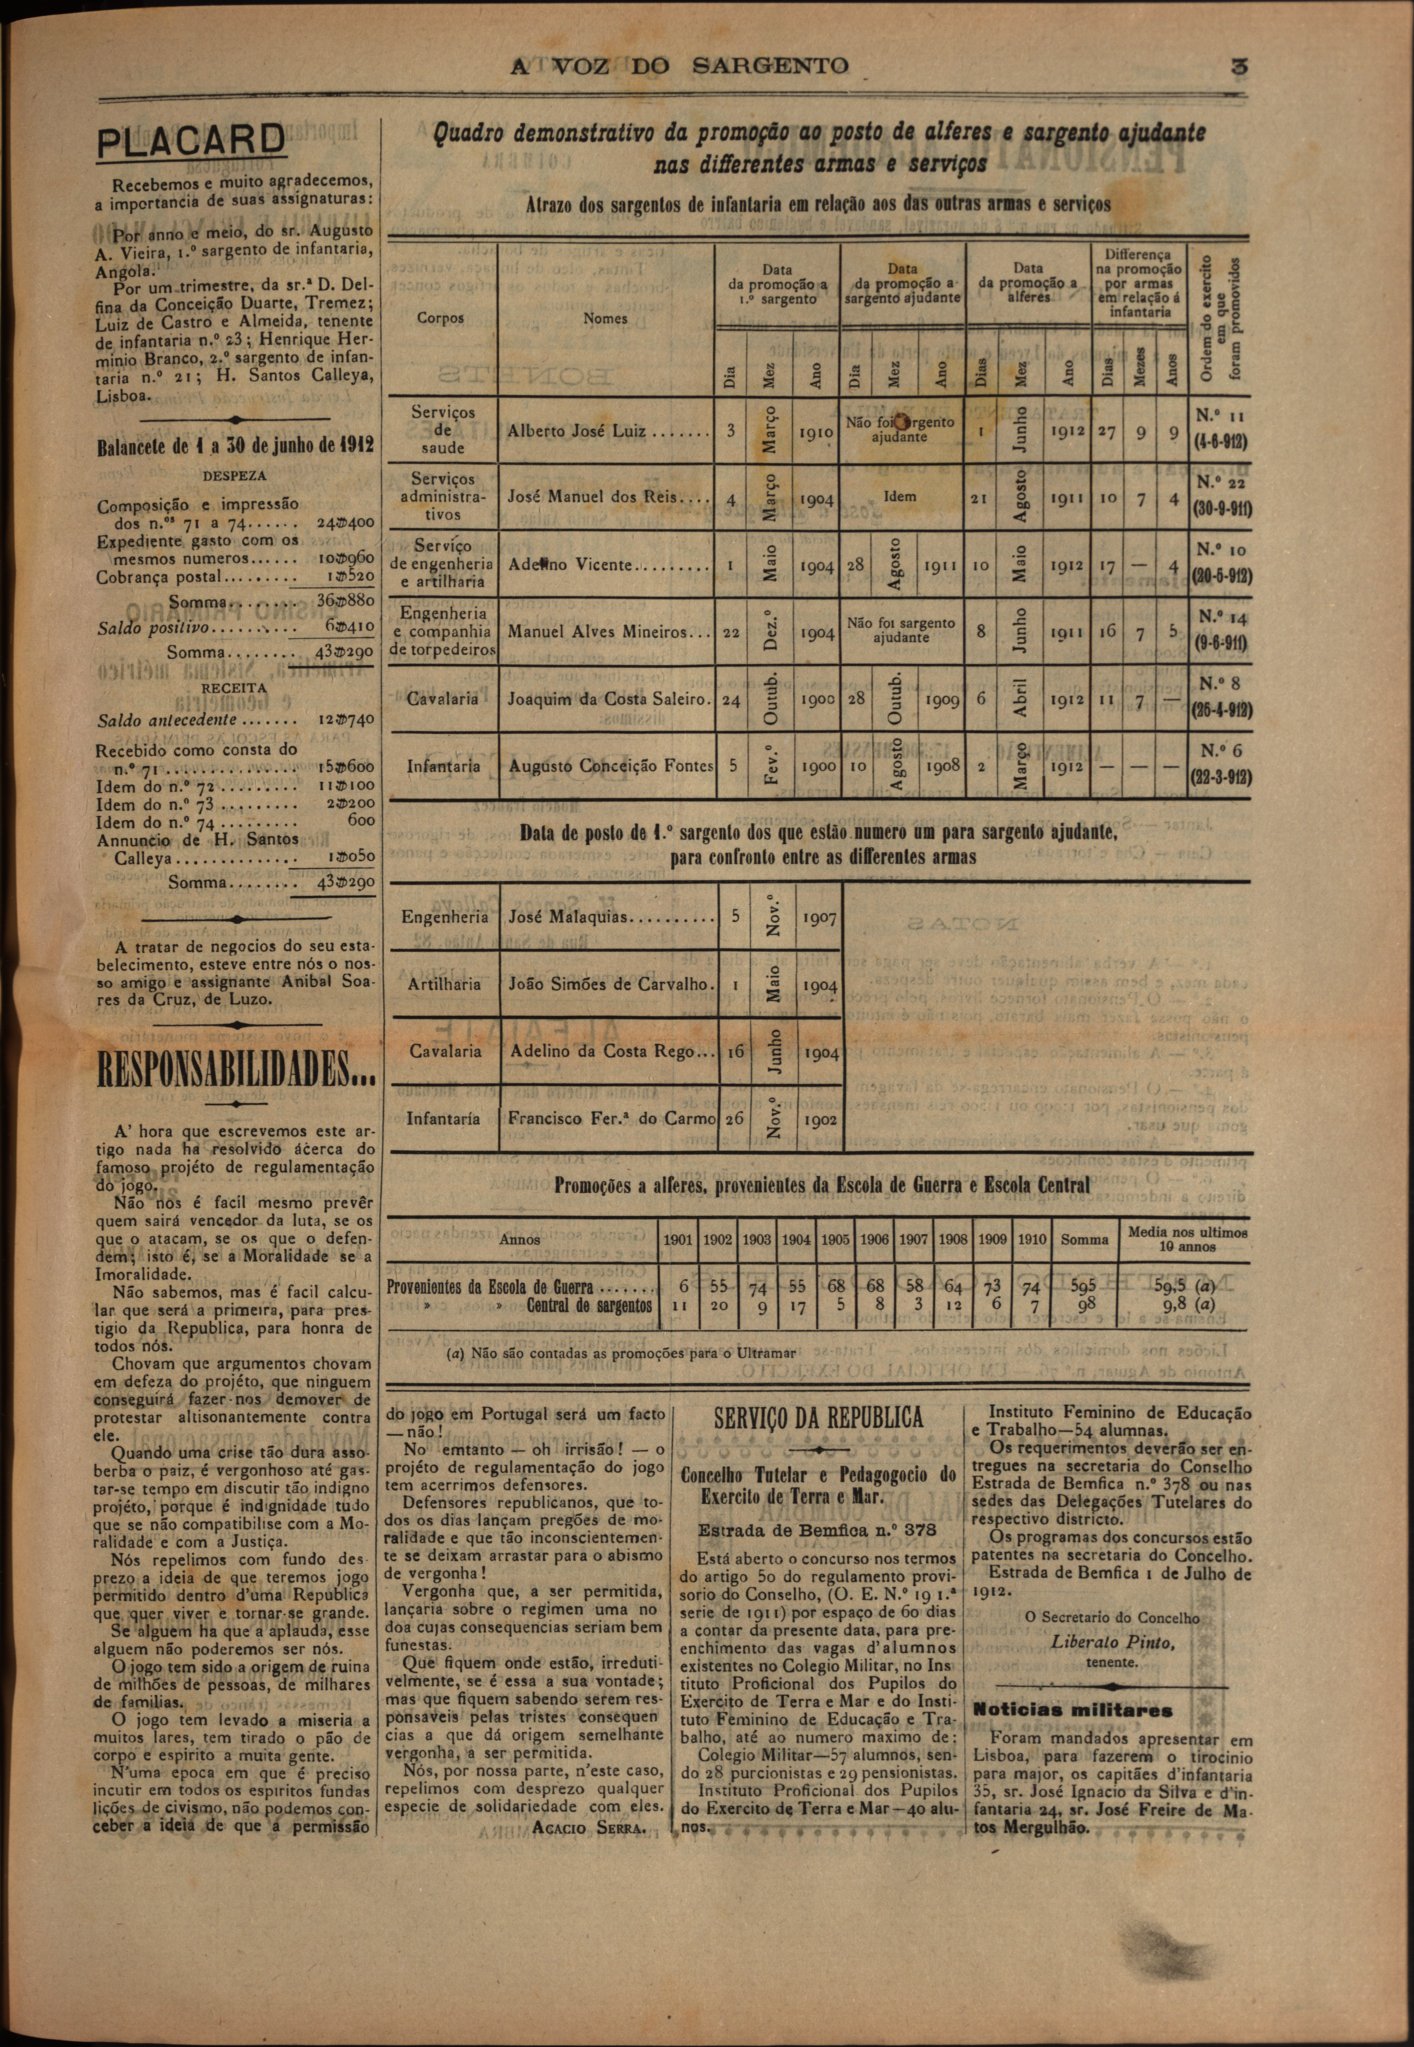 A VOZ DO SARGENTO 3
PLACARD
Recebemos e muito agradecemos,
a importancia de suas assignaturas:
Por anno e meio, do sr. Augusto
A. Vieira, 1.º sargento de infantaria,
Angola.
Por um trimestre, da sr.ª D. Del-
fina da Conceição Duarte, Tremez;
Luiz de Castro e Almeida, tenente
de infantaria n.º 23; Henrique Her-
minio Branco, 2.º sargento de infan-
taria n.º 21; H. Santos Calleya,
Lisboa.
Balancete de 1 a 30 de junho de 1912
DESPEZA
Composição e impressão
dos n.ºs 71 a 74...... 24$400
Expediente gasto com os
mesmos numeros...... 10$960
Cobrança postal......... 1$520
Somma........ 36$880
Saldo positivo.......... 6$410
Somma........ 43$290
RECEITA
Saldo antecedente....... 12$740
Recebido como consta do
n.º 71............... 15$600
Idem do n.º 72......... 11$100
Idem do n.º 73......... 2$200
Idem do n.º 74......... 600
Annuncio de H. Santos
Calleya.............. 1$050
Somma........ 43$290
A tratar de negocios do seu esta-
belecimento, esteve entre nós o nos-
so amigo e assignante Anibal Soa-
res da Cruz, de Luzo.
RESPONSABILIDADES...
A' hora que escrevemos este ar-
tigo nada ha resolvido ácerca do
famoso projéto de regulamentação
do jogo.
Não nos é facil mesmo prevêr
quem sairá vencedor da luta, se os
que o atacam, se os que o defen-
dem; isto é, se a Moralidade se a
Imoralidade.
Não sabemos, mas é facil calcu-
lar que será a primeira, para pres-
tigio da Republica, para honra de
todos nós.
Chovam que argumentos chovam
em defeza do projéto, que ninguem
conseguirá fazer-nos demover de
protestar altisonantemente contra
ele.
Quando uma crise tão dura asso-
berba o paiz, é vergonhoso até gas-
tar-se tempo em discutir tão indigno
projéto, porque é indignidade tudo
que se não compatibilise com a Mo-
ralidade e com a Justiça.
Nós repelimos com fundo des-
prezo a ideia de que teremos jogo
permitido dentro d'uma Republica
que quer viver e tornar-se grande.
Se alguem ha que a aplauda, esse
alguem não poderemos ser nós.
O jogo tem sido a origem de ruina
de milhões de pessoas, de milhares
de familias.
O jogo tem levado a miseria a
muitos lares, tem tirado o pão de
corpo e espirito a muita gente.
N'uma epoca em que é preciso
incutir em todos os espiritos fundas
lições de civismo, não podemos con-
ceber a ideia de que a permissão
Quadro demonstrativo da promoção ao posto de alferes e sargento ajudante
nas differentes armas e serviços
Atrazo dos sargentos de infantaria em relação aos das outras armas e serviços
Corpos Nomes Data da promoção a 1.º sargento Data da promoção a sargento ajudante Data da promoção a alferes Differença na promoção por armas em relação á infantaria Ordem do exercito em que foram promovidos
Dia Mez Ano Dia Mez Ano Dias Mez Ano Dias Mezes Anos
Serviços de saude Alberto José Luiz....... 3 Março 1910 Não foi sargento ajudante 1 Junho 1912 27 9 9 N.º 11 (4-6-912)
Serviços administra-tivos José Manuel dos Reis.... 4 Março 1904 Idem 21 Agosto 1911 10 7 4 N.º 22 (30-9-911)
Serviço de engenheria e artilharia Adelino Vicente......... 1 Maio 1904 28 Agosto 1911 10 Maio 1912 17 — 4 N.º 10 (20-5-912)
Engenheria e companhia de torpedeiros Manuel Alves Mineiros... 22 Dez.º 1904 Não foi sargento ajudante 8 Junho 1911 16 7 5 N.º 14 (9-6-911)
Cavalaria Joaquim da Costa Saleiro. 24 Outub. 1900 28 Outub. 1909 6 Abril 1912 11 7 — N.º 8 (25-4-912)
Infantaria Augusto Conceição Fontes 5 Fev.º 1900 10 Agosto 1908 2 Março 1912 — — — N.º 6 (22-3-912)
Data de posto de 1.º sargento dos que estão numero um para sargento ajudante,
para confronto entre as differentes armas
Engenheria José Malaquias.......... 5 Nov.º 1907
Artilharia João Simões de Carvalho. 1 Maio 1904
Cavalaria Adelino da Costa Rego... 16 Junho 1904
Infantaria Francisco Fer.ª do Carmo 26 Nov.º 1902
Promoções a alferes, provenientes da Escola de Guerra e Escola Central
Annos 1901 1902 1903 1904 1905 1906 1907 1908 1909 1910 Somma Media nos ultimos 10 annos
Provenientes da Escola de Guerra....... 6 55 74 55 68 68 58 64 73 74 595 59,5 (a)
» » Central de sargentos 11 20 9 17 5 8 3 12 6 7 98 9,8 (a)
(a) Não são contadas as promoções para o Ultramar
do jogo em Portugal será um facto
— não!
No emtanto — oh irrisão! — o
projéto de regulamentação do jogo
tem acerrimos defensores.
Defensores republicanos, que to-
dos os dias lançam pregões de mo-
ralidade e que tão inconscientemen-
te se deixam arrastar para o abismo
de vergonha!
Vergonha que, a ser permitida,
lançaria sobre o regimen uma no
doa cujas consequencias seriam bem
funestas.
Que fiquem onde estão, irreduti-
velmente, se é essa a sua vontade;
mas que fiquem sabendo serem res-
ponsaveis pelas tristes consequen
cias a que dá origem semelhante
vergonha, a ser permitida.
Nós, por nossa parte, n'este caso,
repelimos com desprezo qualquer
especie de solidariedade com eles.
AGACIO SERRA.
SERVIÇO DA REPUBLICA
Concelho Tutelar e Pedagogocio do
Exercito de Terra e Mar.
Estrada de Bemfica n.º 378
Está aberto o concurso nos termos
do artigo 50 do regulamento provi-
sorio do Conselho, (O. E. N.º 19 1.ª
serie de 1911) por espaço de 60 dias
a contar da presente data, para pre-
enchimento das vagas d'alumnos
existentes no Colegio Militar, no Ins
tituto Proficional dos Pupilos do
Exercito de Terra e Mar e do Insti-
tuto Feminino de Educação e Tra-
balho, até ao numero maximo de:
Colegio Militar—57 alumnos, sen-
do 28 purcionistas e 29 pensionistas.
Instituto Proficional dos Pupilos
do Exercito de Terra e Mar—40 alu-
nos.
Instituto Feminino de Educação
e Trabalho—54 alumnas.
Os requerimentos deverão ser en-
tregues na secretaria do Conselho
Estrada de Bemfica n.º 378 ou nas
sedes das Delegações Tutelares do
respectivo districto.
Os programas dos concursos estão
patentes na secretaria do Concelho.
Estrada de Bemfica 1 de Julho de
1912.
O Secretario do Concelho
Liberato Pinto,
tenente.
Noticias militares
Foram mandados apresentar em
Lisboa, para fazerem o tirocinio
para major, os capitães d'infantaria
35, sr. José Ignacio da Silva e d'in-
fantaria 24, sr. José Freire de Ma-
tos Mergulhão.